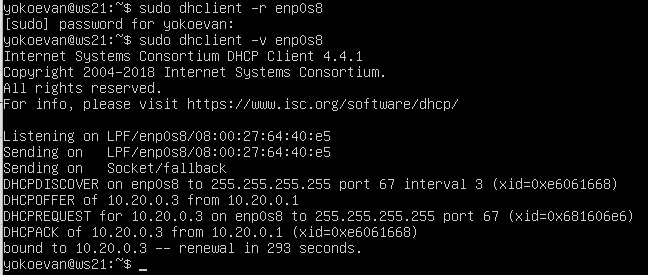 yokoevan@ws21:~$ sudo dhclient -r enp0s8
[sudo] password for yokoevan:
yokoevan@ws21:~$ sudo dhclient -v enp0s8
Internet Systems Consortium DHCP Client 4.4.1
Copyright 2004-2018 Internet Systems Consortium.
All rights reserved.
For info, please visit https://www.isc.org/software/dhcp/
Listening on LPF/enp0s8/08:00:27:64:40:e5
Sending on   LPF/enp0s8/08:00:27:64:40:e5
Sending on   Socket/fallback
DHCPDISCOVER on enp0s8 to 255.255.255.255 port 67 interval 3 (xid=0xe6061668)
DHCPOFFER of 10.20.0.3 from 10.20.0.1
DHCPREQUEST for 10.20.0.3 on enp0s8 to 255.255.255.255 port 67 (xid=0x681606e6)
DHCPACK of 10.20.0.3 from 10.20.0.1 (xid=0xe6061668)
bound to 10.20.0.3 -- renewal in 293 seconds.
yokoevan@ws21:~$ _